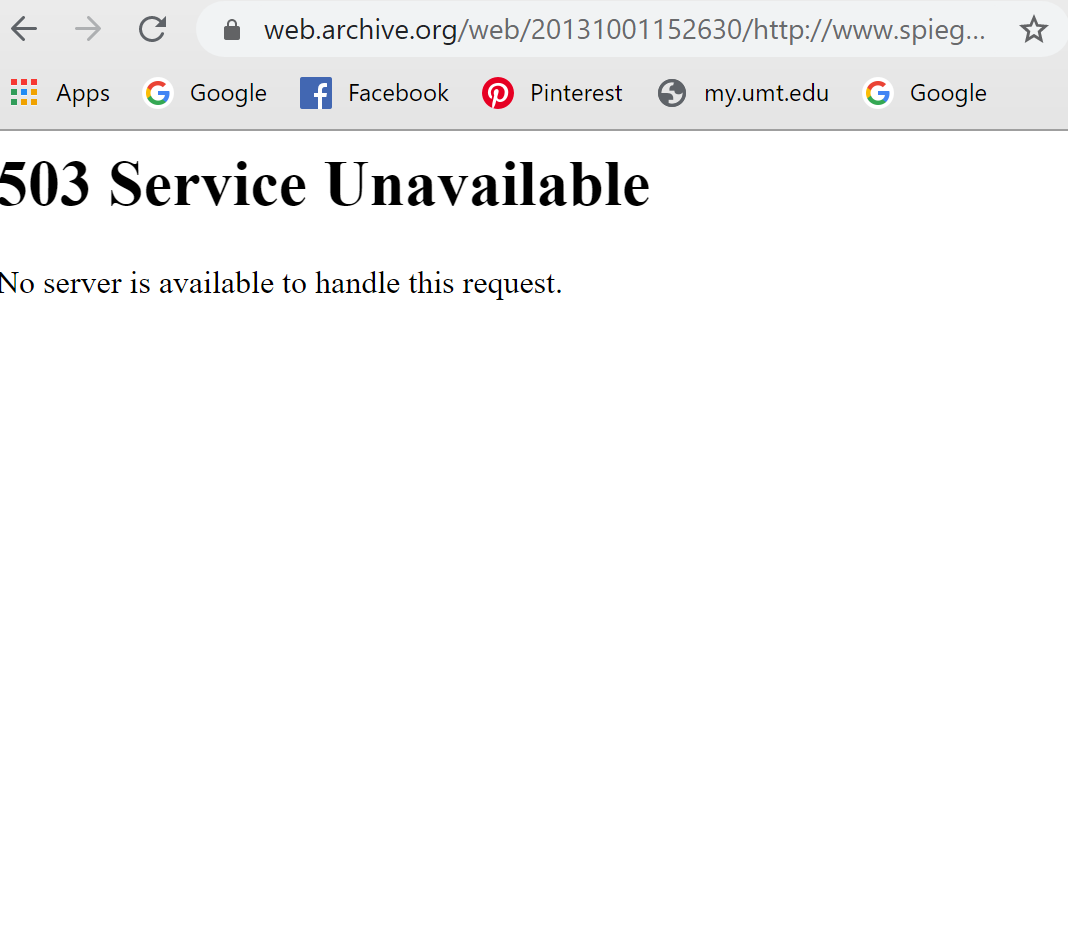 web.archive.org/web/20131001152630/http://www.spieg...
Apps Google Facebook Pinterest my.umt.edu Google
503 Service Unavailable
No server is available to handle this request.